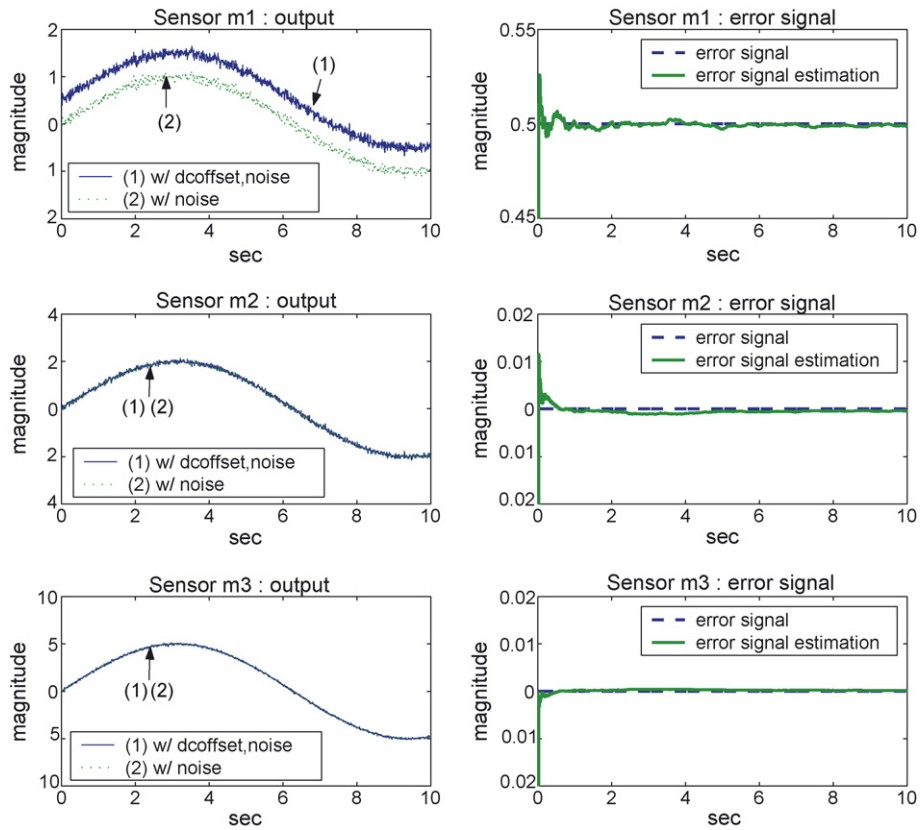 Sensor m1 : output
magnitude
2
1
0
1
2
(1)
(2)
(1) w/ dcoffset,noise
(2) w/ noise
0 2 4 6 8 10
sec
Sensor m1 : error signal
magnitude
0.55
0.5
0.45
error signal
error signal estimation
0 2 4 6 8 10
sec
Sensor m2 : output
magnitude
4
2
0
2
4
(1) (2)
(1) w/ dcoffset,noise
(2) w/ noise
0 2 4 6 8 10
sec
Sensor m2 : error signal
magnitude
0.02
0.01
0
0.01
0.02
error signal
error signal estimation
0 2 4 6 8 10
sec
Sensor m3 : output
magnitude
10
5
0
5
10
(1) (2)
(1) w/ dcoffset,noise
(2) w/ noise
0 2 4 6 8 10
sec
Sensor m3 : error signal
magnitude
0.02
0.01
0
0.01
0.02
error signal
error signal estimation
0 2 4 6 8 10
sec